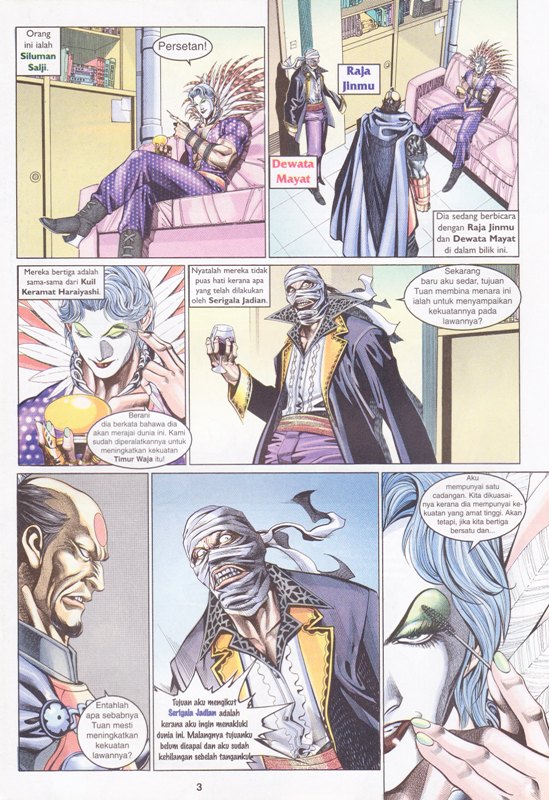 Orang
ini ialah
Siluman
Salji.
Persetan!
Raja
Jinmu
Dewata
Mayat
Dia sedang berbicara
dengan Raja Jinmu
dan Dewata Mayat
di dalam bilik ini.
Mereka bertiga adalah
sama-sama dari Kuil
Keramat Haraiyashi.
Berani
dia berkata bahawa dia
akan merajai dunia ini. Kami
sudah diperalatkannya untuk
meningkatkan kekuatan
Timur Waja itu!
Nyatalah mereka tidak
puas hati kerana apa
yang telah dilakukan
oleh Serigala Jadian.
Sekarang
baru aku sedar, tujuan
Tuan membina menara ini
ialah untuk menyampaikan
kekuatannya pada
lawannya?
Entahlah
apa sebabnya
Tuan mesti
meningkatkan
kekuatan
lawannya?
Tujuan aku mengikut
Serigala Jadian adalah
kerana aku ingin menakluki
dunia ini. Malangnya tujuanku
belum dicapai dan aku sudah
kehilangan sebelah tanganku!
Aku
mempunyai satu
cadangan. Kita dikuasai-
nya kerana dia mempunyai ke-
kuatan yang amat tinggi. Akan
tetapi, jika kita bertiga
bersatu dan...
3